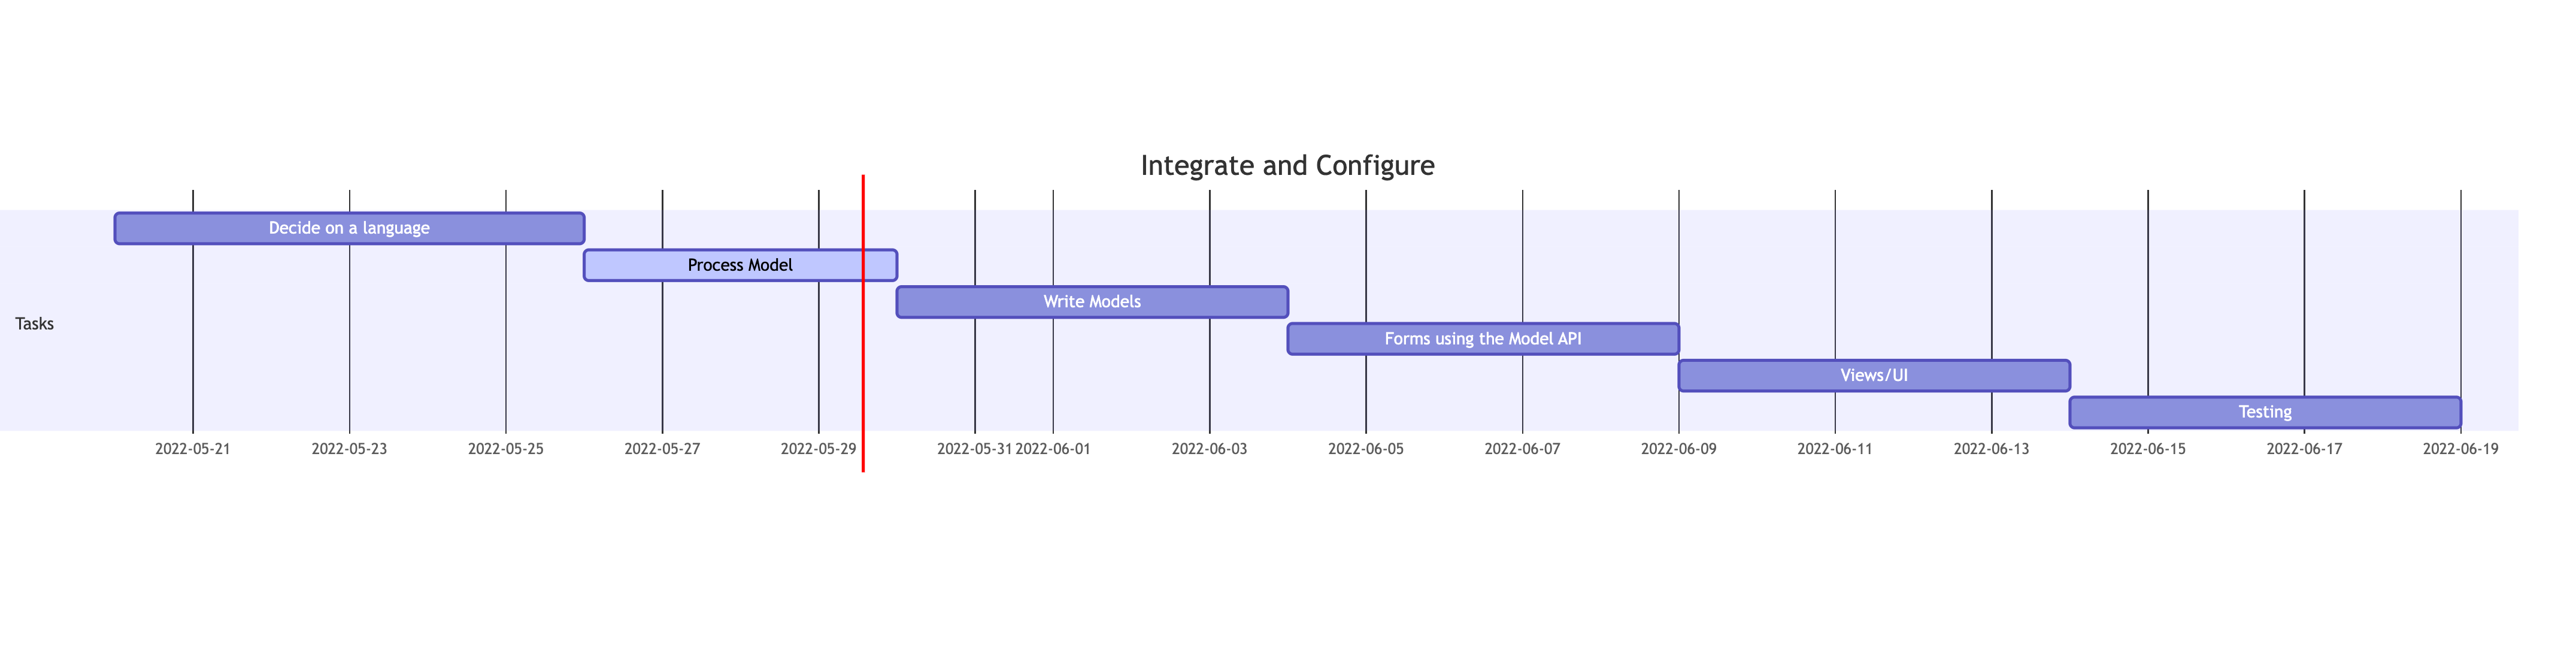 Integrate and Configure
Decide on a language
Process Model
Write Models
Tasks
Forms using the Model API
Views/UI
Testing
2022-05-21 2022-05-23 2022-05-25 2022-05-27 2022-05-29 2022-05-31 2022-06-01 2022-06-03 2022-06-05 2022-06-07 2022-06-09 2022-06-11 2022-06-13 2022-06-15 2022-06-17 2022-06-19